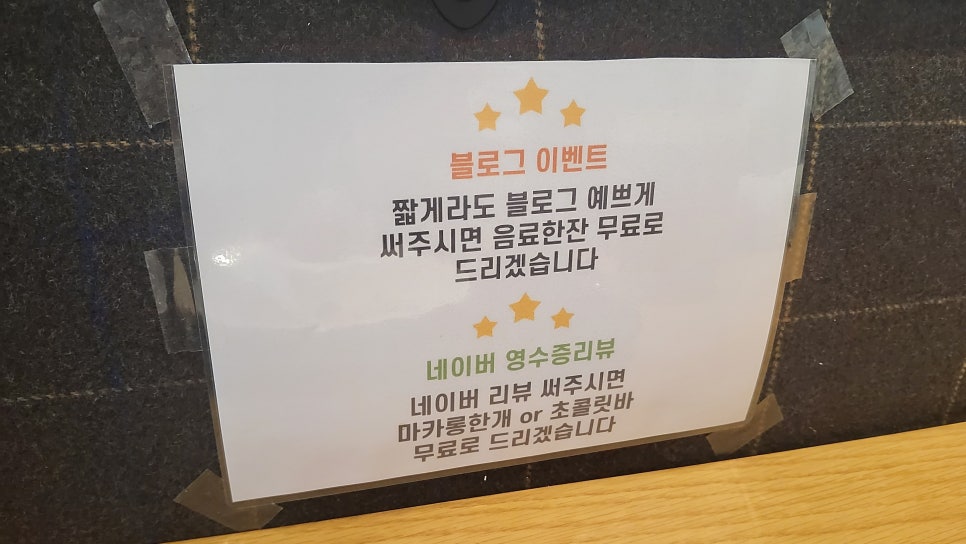 블로그 이벤트
짧게라도 블로그 예쁘게
써주시면 음료한잔 무료로
드리겠습니다
네이버 영수증리뷰
네이버 리뷰 써주시면
마카롱한개 or 초콜릿바
무료로 드리겠습니다